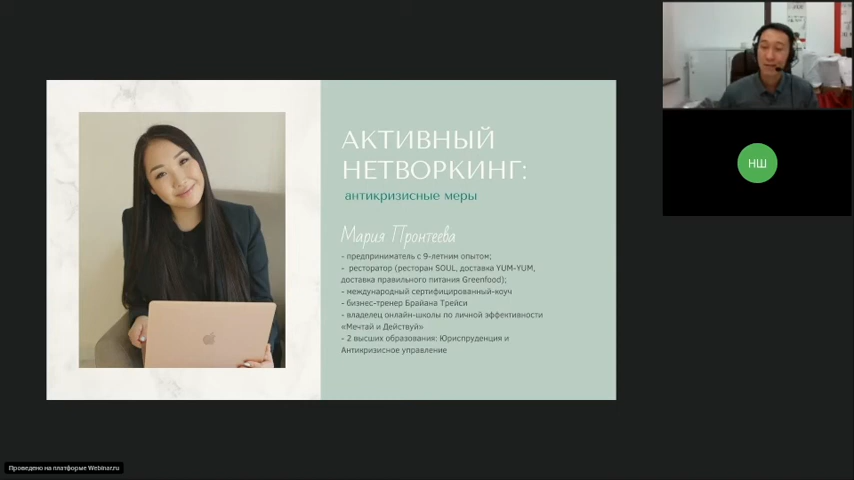 АКТИВНЫЙ
НЕТВОРКИНГ:
антикризисные меры
Мария Пронтеева
- предприниматель с 9-летним опытом;
- ресторатор (ресторан SOUL, доставка YUM-YUM,
доставка правильного питания Greenfood);
- международный сертифицированный-коуч
- бизнес-тренер Брайана Трейси
- владелец онлайн-школы по личной эффективности
«Мечтай и Действуй»
- 2 высших образования: Юриспруденция и
Антикризисное управление
НШ
Проведено на платформе Webinar.ru